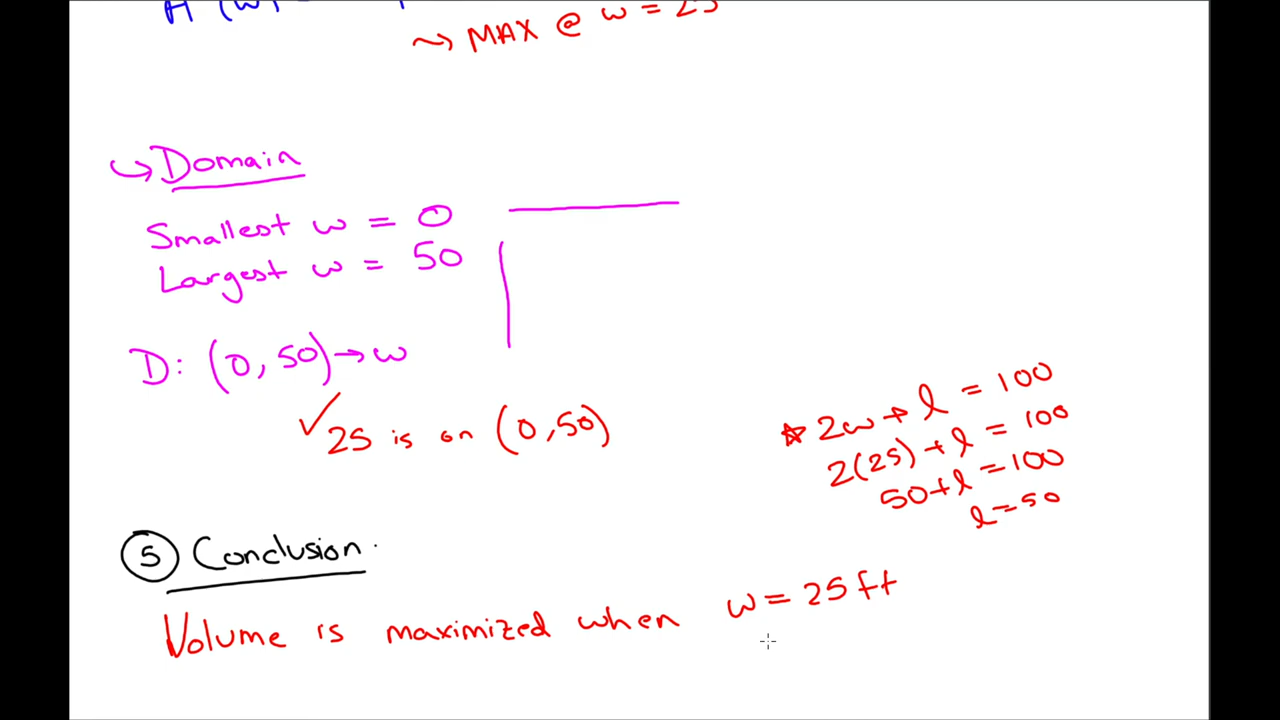 MAX @ w = 25
↪ Domain
Smallest w = 0
Largest w = 50
D: (0, 50) → w
✓ 25 is on (0, 50)
☆ 2w + l = 100
2(25) + l = 100
50 + l = 100
l = 50
⑤ Conclusion.
Volume is maximized when w = 25 ft